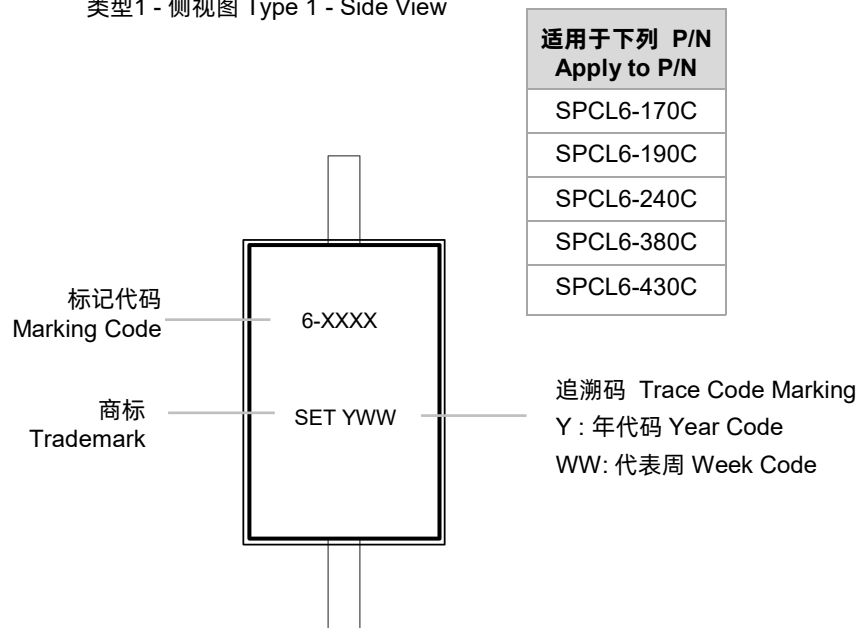 类型1 - 侧视图 Type 1 - Side View
适用于下列 P/N
Apply to P/N
SPCL6-170C
SPCL6-190C
SPCL6-240C
SPCL6-380C
SPCL6-430C
标记代码
Marking Code
6-XXXX
商标
Trademark
SET YWW
追溯码 Trace Code Marking
Y : 年代码 Year Code
WW: 代表周 Week Code